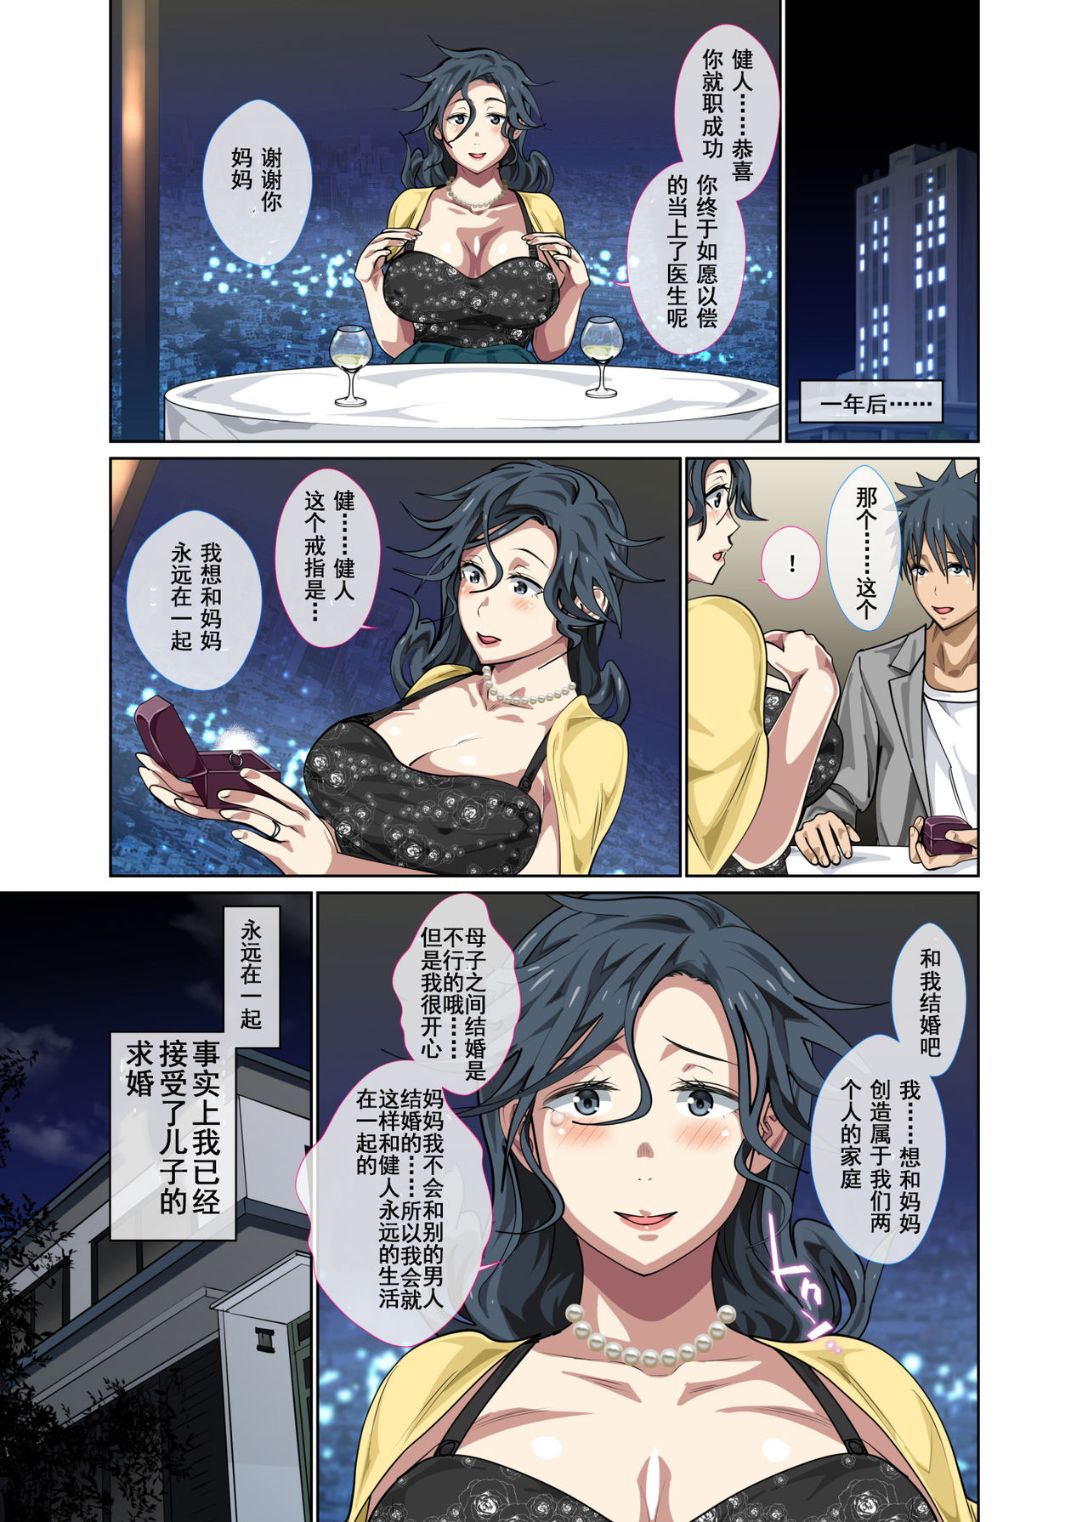 一年后……
健人……恭喜
你就职成功
你终于如愿以偿
的当上了医生呢
谢谢你
妈妈
那个………这个
！
健……健人
这个戒指是…
我想和妈妈
永远在一起
和我结婚吧
我……想和妈妈
创造属于我们两
个人的家庭
母子之间结婚是
不行的哦……
但是我很开心
妈妈我不会和别的男人
结婚的……所以我会就
这样和健人永远的生活
在一起的
トクン
永远在一起
事实上我已经
接受了儿子的
求婚